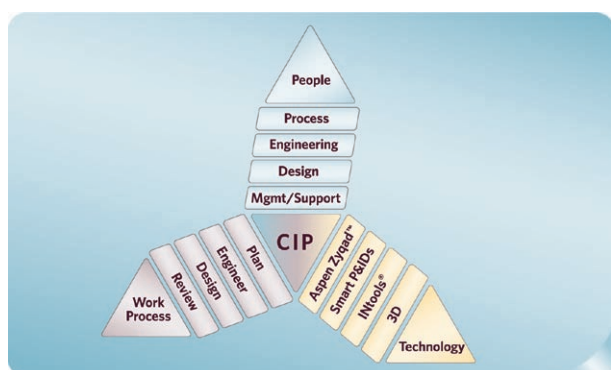 People
Process
Engineering
Design
Mgmt/Support
CIP
Plan
Engineer
Design
Review
Work
Process
Aspen Zyqad™
Smart P&IDs
INtools®
3D
Technology